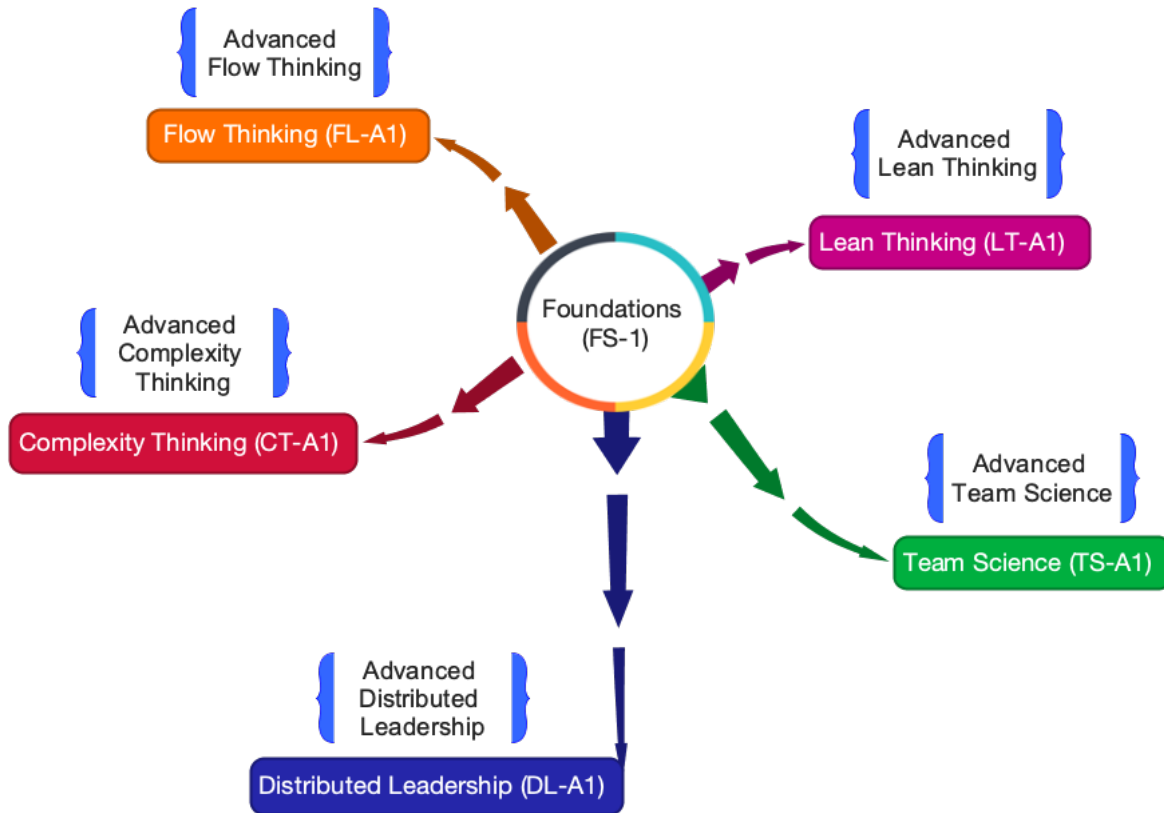 Advanced
Flow Thinking
Flow Thinking (FL-A1)
Advanced
Lean Thinking
Lean Thinking (LT-A1)
Foundations
(FS-1)
Advanced
Complexity
Thinking
Complexity Thinking (CT-A1)
Advanced
Team Science
Team Science (TS-A1)
Advanced
Distributed
Leadership
Distributed Leadership (DL-A1)